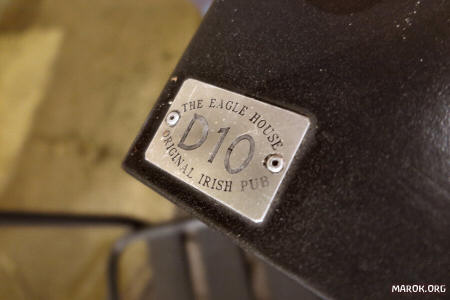 THE EAGLE HOUSE
D10
ORIGINAL IRISH PUB
MAROK.ORG